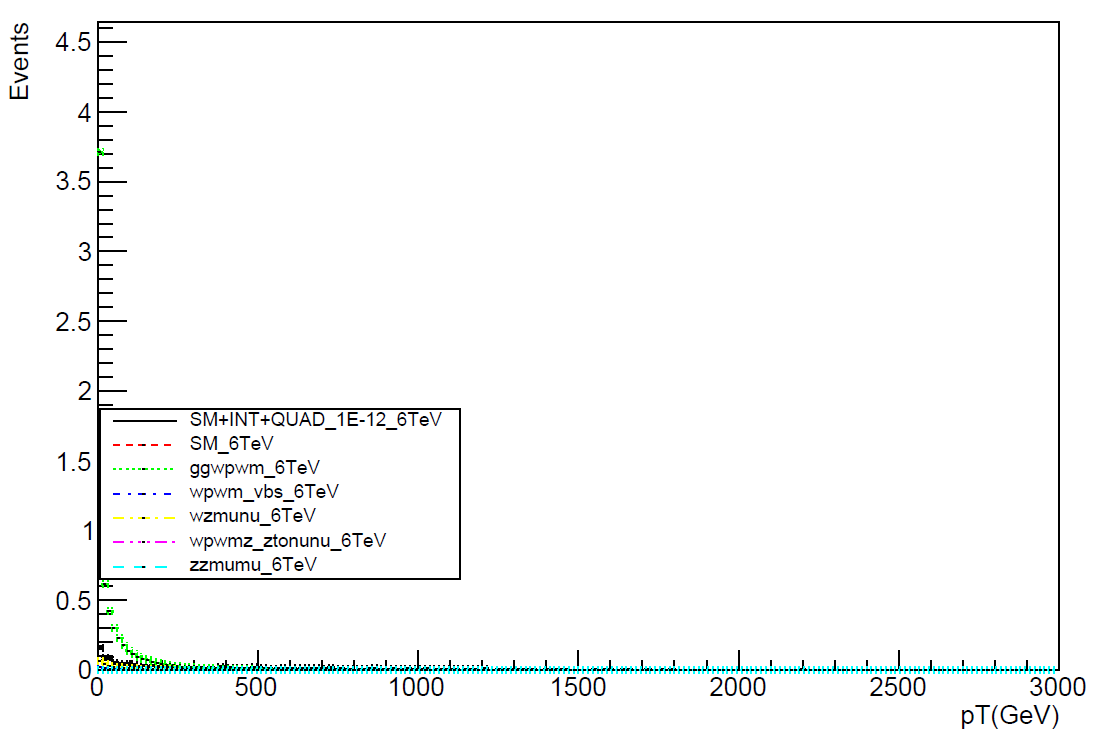 Events
4.5
4
3.5
3
2.5
2
1.5
1
0.5
0
SM+INT+QUAD_1E-12_6TeV
SM_6TeV
ggwpwm_6TeV
wpwm_vbs_6TeV
wzmunu_6TeV
wpwmz_ztonunu_6TeV
zzmumu_6TeV
0 500 1000 1500 2000 2500 3000
pT(GeV)